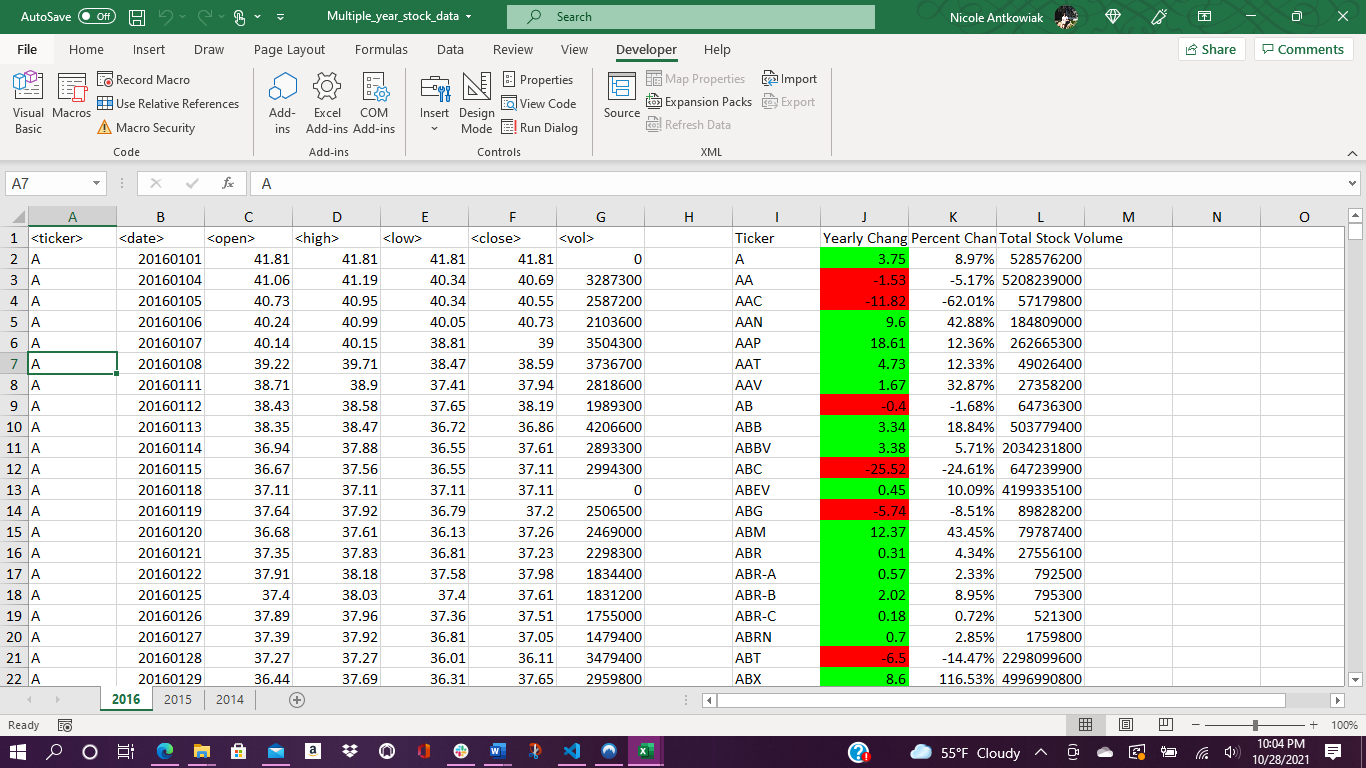 AutoSave Off Multiple_year_stock_data Search Nicole Antkowiak
File Home Insert Draw Page Layout Formulas Data Review View Developer Help Share Comments
Visual Basic
Macros
Record Macro
Use Relative References
Macro Security
Code
Add-ins
Excel Add-ins
COM Add-ins
Add-ins
Insert
Design Mode
Properties
View Code
Run Dialog
Controls
Source
Map Properties
Expansion Packs
Refresh Data
Import
Export
XML
A7 fx A
A B C D E F G H I J K L M N O
1 <ticker> <date> <open> <high> <low> <close> <vol> Ticker Yearly Chang Percent Chan Total Stock Volume
2 A 20160101 41.81 41.81 41.81 41.81 0 A 3.75 8.97% 528576200
3 A 20160104 41.06 41.19 40.34 40.69 3287300 AA -1.53 -5.17% 5208239000
4 A 20160105 40.73 40.95 40.34 40.55 2587200 AAC -11.82 -62.01% 57179800
5 A 20160106 40.24 40.99 40.05 40.73 2103600 AAN 9.6 42.88% 184809000
6 A 20160107 40.14 40.15 38.81 39 3504300 AAP 18.61 12.36% 262665300
7 A 20160108 39.22 39.71 38.47 38.59 3736700 AAT 4.73 12.33% 49026400
8 A 20160111 38.71 38.9 37.41 37.94 2818600 AAV 1.67 32.87% 27358200
9 A 20160112 38.43 38.58 37.65 38.19 1989300 AB -0.4 -1.68% 64736300
10 A 20160113 38.35 38.47 36.72 36.86 4206600 ABB 3.34 18.84% 503779400
11 A 20160114 36.94 37.88 36.55 37.61 2893300 ABBV 3.38 5.71% 2034231800
12 A 20160115 36.67 37.56 36.55 37.11 2994300 ABC -25.52 -24.61% 647239900
13 A 20160118 37.11 37.11 37.11 37.11 0 ABEV 0.45 10.09% 4199335100
14 A 20160119 37.64 37.92 36.79 37.2 2506500 ABG -5.74 -8.51% 89828200
15 A 20160120 36.68 37.61 36.13 37.26 2469000 ABM 12.37 43.45% 79787400
16 A 20160121 37.35 37.83 36.81 37.23 2298300 ABR 0.31 4.34% 27556100
17 A 20160122 37.91 38.18 37.58 37.98 1834400 ABR-A 0.57 2.33% 792500
18 A 20160125 37.4 38.03 37.4 37.61 1831200 ABR-B 2.02 8.95% 795300
19 A 20160126 37.89 37.96 37.36 37.51 1755000 ABR-C 0.18 0.72% 521300
20 A 20160127 37.39 37.92 36.81 37.05 1479400 ABRN 0.7 2.85% 1759800
21 A 20160128 37.27 37.27 36.01 36.11 3479400 ABT -6.5 -14.47% 2298099600
22 A 20160129 36.44 37.69 36.31 37.65 2959800 ABX 8.6 116.53% 4996990800
2016 2015 2014
Ready 100%
55°F Cloudy 10:04 PM
10/28/2021